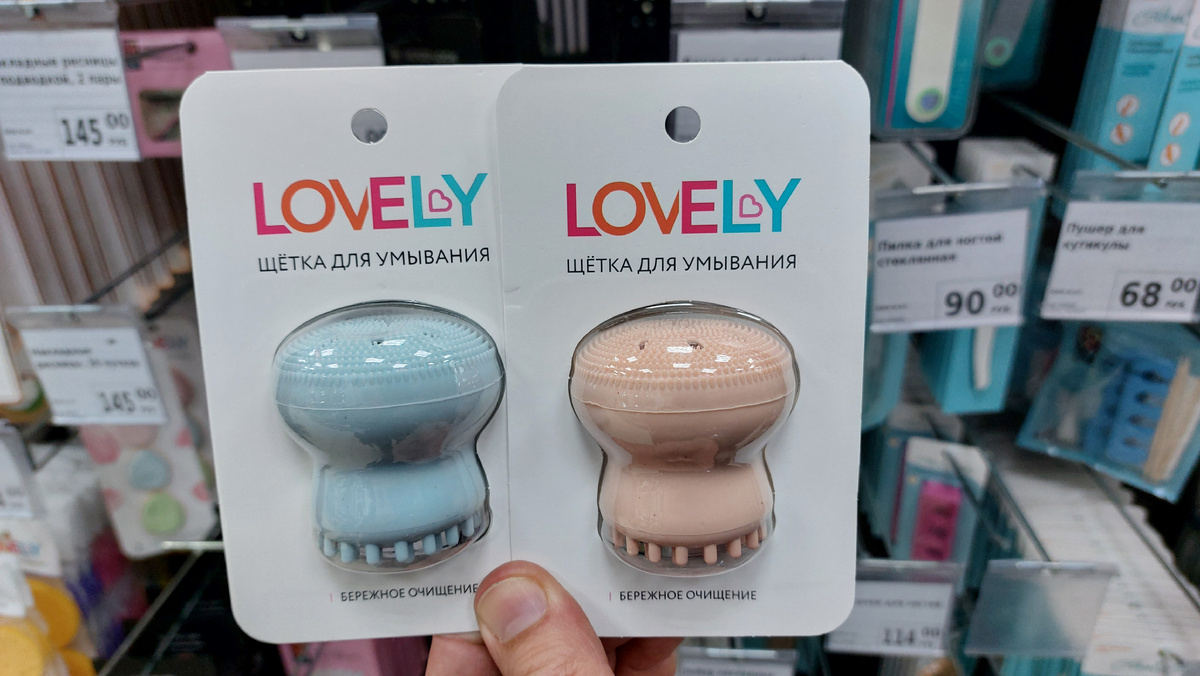 LOVELY
ЩЁТКА ДЛЯ УМЫВАНИЯ
БЕРЕЖНОЕ ОЧИЩЕНИЕ
LOVELY
ЩЁТКА ДЛЯ УМЫВАНИЯ
БЕРЕЖНОЕ ОЧИЩЕНИЕ
145 00
145 00
Пилка для ногтей
стеклянная
90 00
Пушер для
кутикулы
68 00
114 00